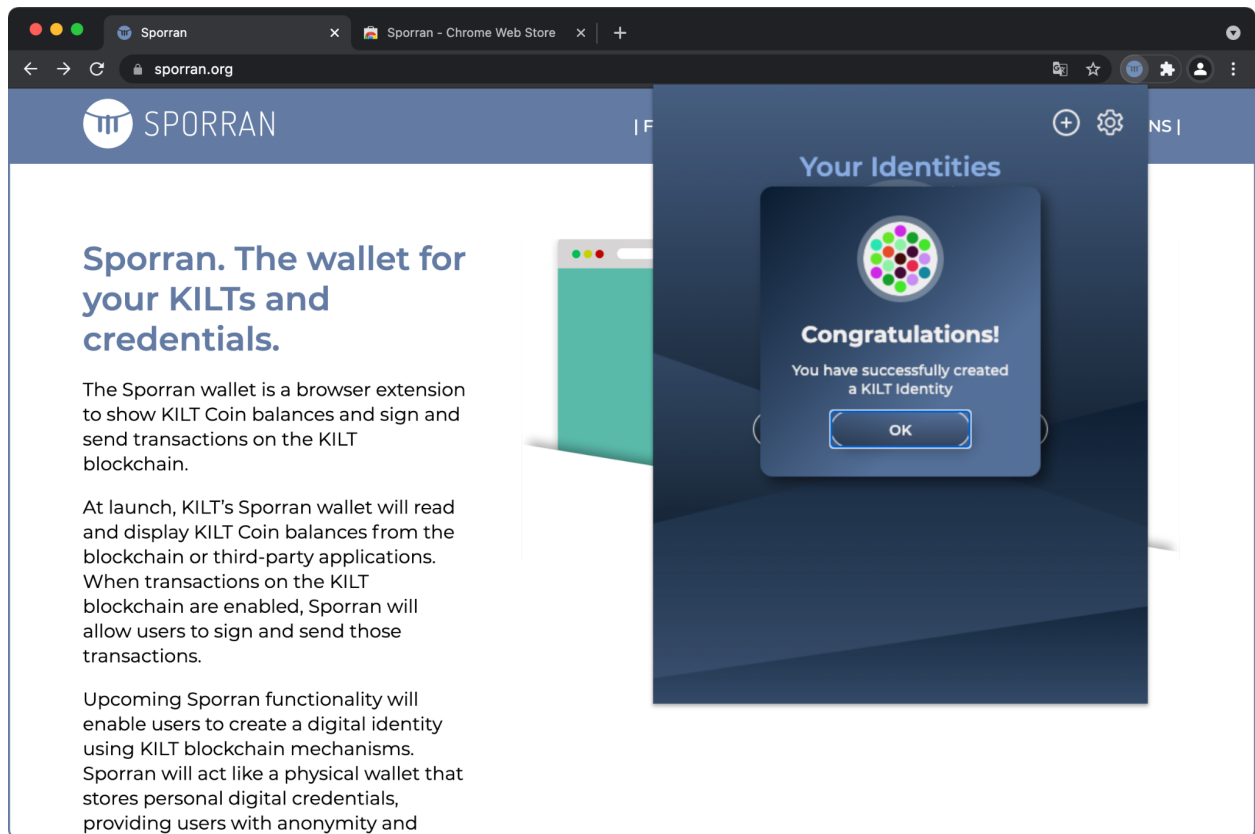 Sporran
Sporran - Chrome Web Store
sporran.org
SPORRAN
| F
NS |
Your Identities
Congratulations!
You have successfully created
a KILT Identity
OK
Sporran. The wallet for
your KILTs and
credentials.
The Sporran wallet is a browser extension
to show KILT Coin balances and sign and
send transactions on the KILT
blockchain.
At launch, KILT’s Sporran wallet will read
and display KILT Coin balances from the
blockchain or third-party applications.
When transactions on the KILT
blockchain are enabled, Sporran will
allow users to sign and send those
transactions.
Upcoming Sporran functionality will
enable users to create a digital identity
using KILT blockchain mechanisms.
Sporran will act like a physical wallet that
stores personal digital credentials,
providing users with anonymity and